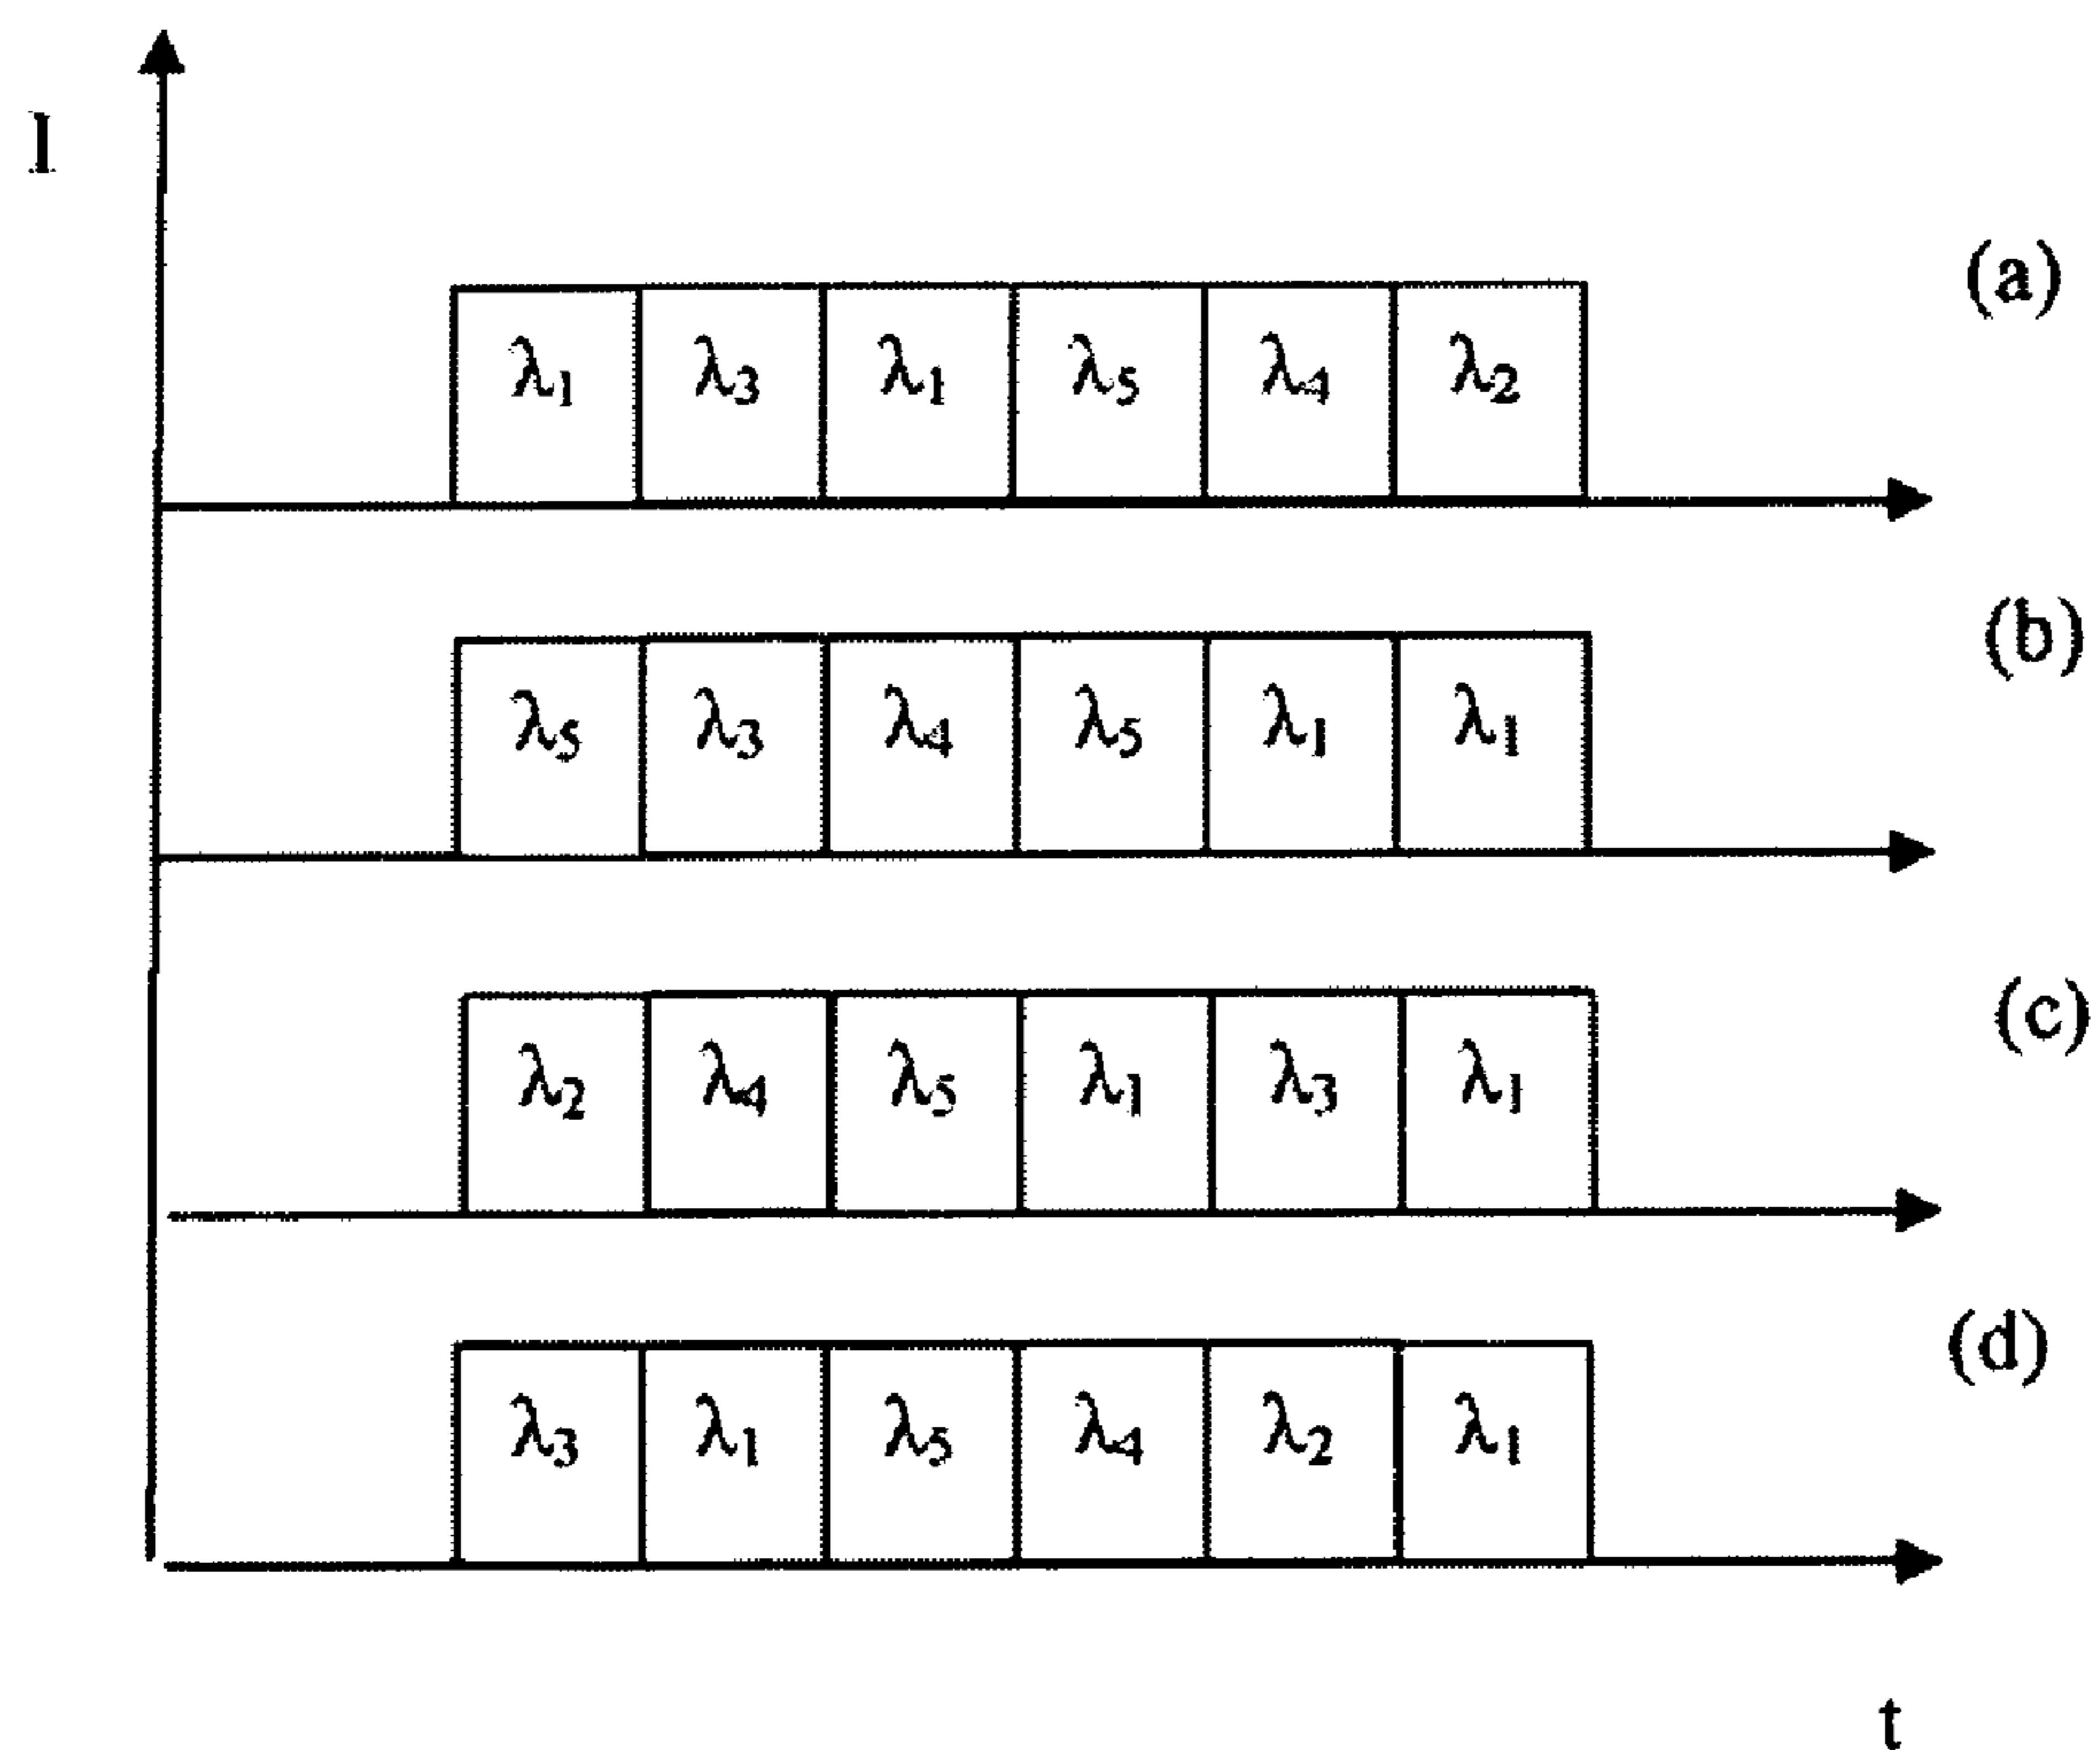 I
(a)
λ1 λ3 λ1 λ5 λ4 λ2
(b)
λ5 λ3 λ4 λ5 λ1 λ1
(c)
λ2 λ4 λ5 λ1 λ3 λ1
(d)
λ3 λ1 λ5 λ4 λ2 λ1
t